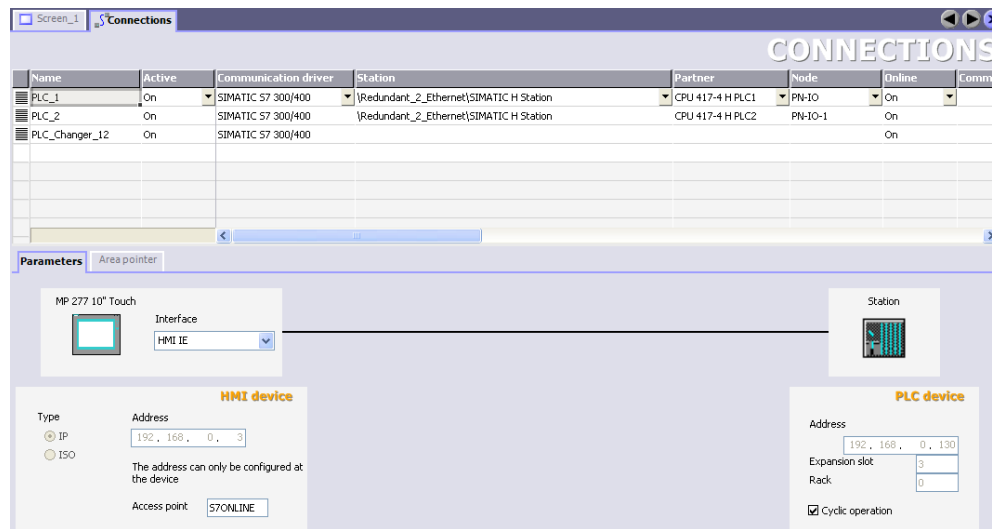 Screen_1 Connections
CONNECTIONS
Name Active Communication driver Station Partner Node Online Comm
PLC_1 On SIMATIC S7 300/400 \Redundant_2_Ethernet\SIMATIC H Station CPU 417-4 H PLC1 PN-IO On
PLC_2 On SIMATIC S7 300/400 \Redundant_2_Ethernet\SIMATIC H Station CPU 417-4 H PLC2 PN-IO-1 On
PLC_Changer_12 On SIMATIC S7 300/400 On
Parameters Area pointer
MP 277 10" Touch Station
Interface
HMI IE
HMI device PLC device
Type Address Address
IP 192 . 168 . 0 . 3 192 . 168 . 0 . 130
ISO Expansion slot 3
The address can only be configured at Rack 0
the device
Access point S7ONLINE Cyclic operation